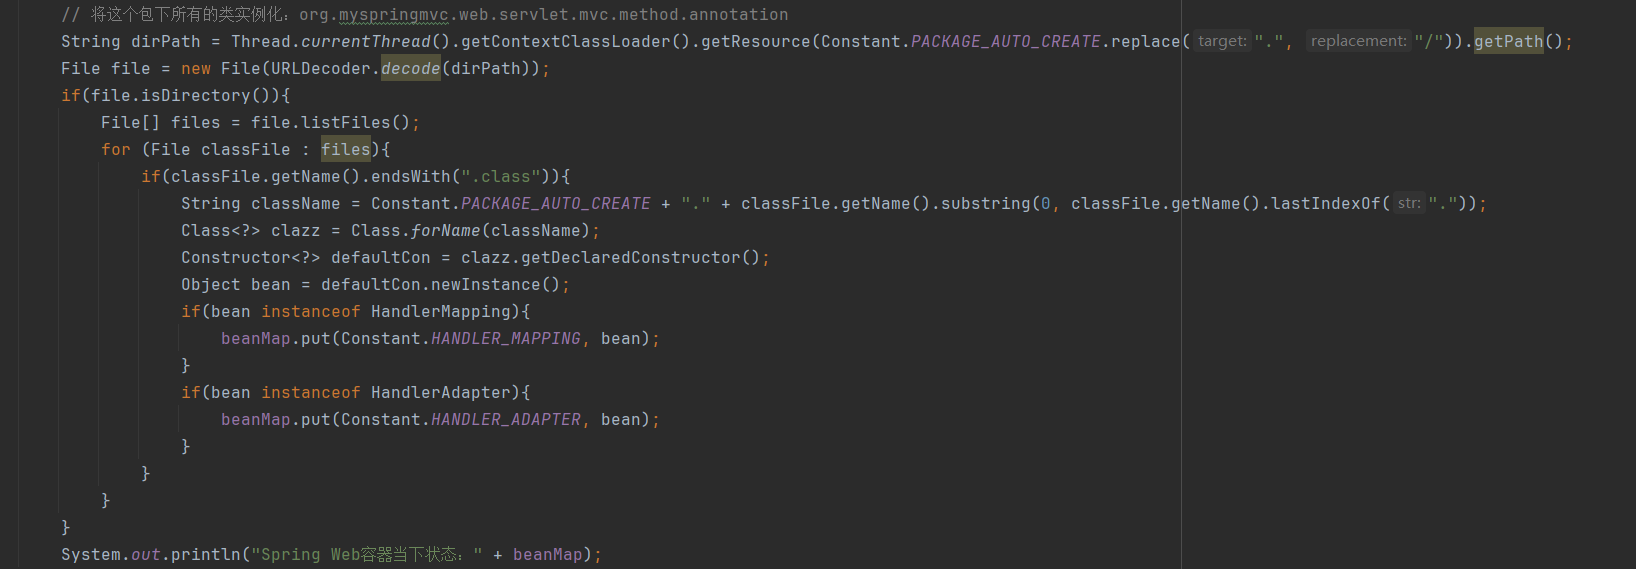 // 将这个包下所有的类实例化：org.myspringmvc.web.servlet.mvc.method.annotation
String dirPath = Thread.currentThread().getContextClassLoader().getResource(Constant.PACKAGE_AUTO_CREATE.replace( target: ".", replacement: "/")).getPath();
File file = new File(URLDecoder.decode(dirPath));
if(file.isDirectory()){
File[] files = file.listFiles();
for (File classFile : files){
if(classFile.getName().endsWith(".class")){
String className = Constant.PACKAGE_AUTO_CREATE + "." + classFile.getName().substring(0, classFile.getName().lastIndexOf( str: "."));
Class<?> clazz = Class.forName(className);
Constructor<?> defaultCon = clazz.getDeclaredConstructor();
Object bean = defaultCon.newInstance();
if(bean instanceof HandlerMapping){
beanMap.put(Constant.HANDLER_MAPPING, bean);
}
if(bean instanceof HandlerAdapter){
beanMap.put(Constant.HANDLER_ADAPTER, bean);
}
}
}
}
System.out.println("Spring Web容器当下状态：" + beanMap);